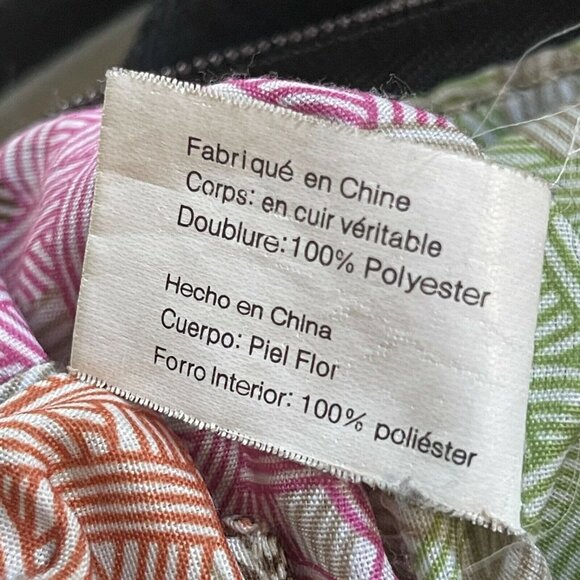 Fabriqué en Chine
Corps: en cuir véritable
Doublure:100% Polyester
Hecho en China
Cuerpo: Piel Flor
Forro Interior: 100% poliéster